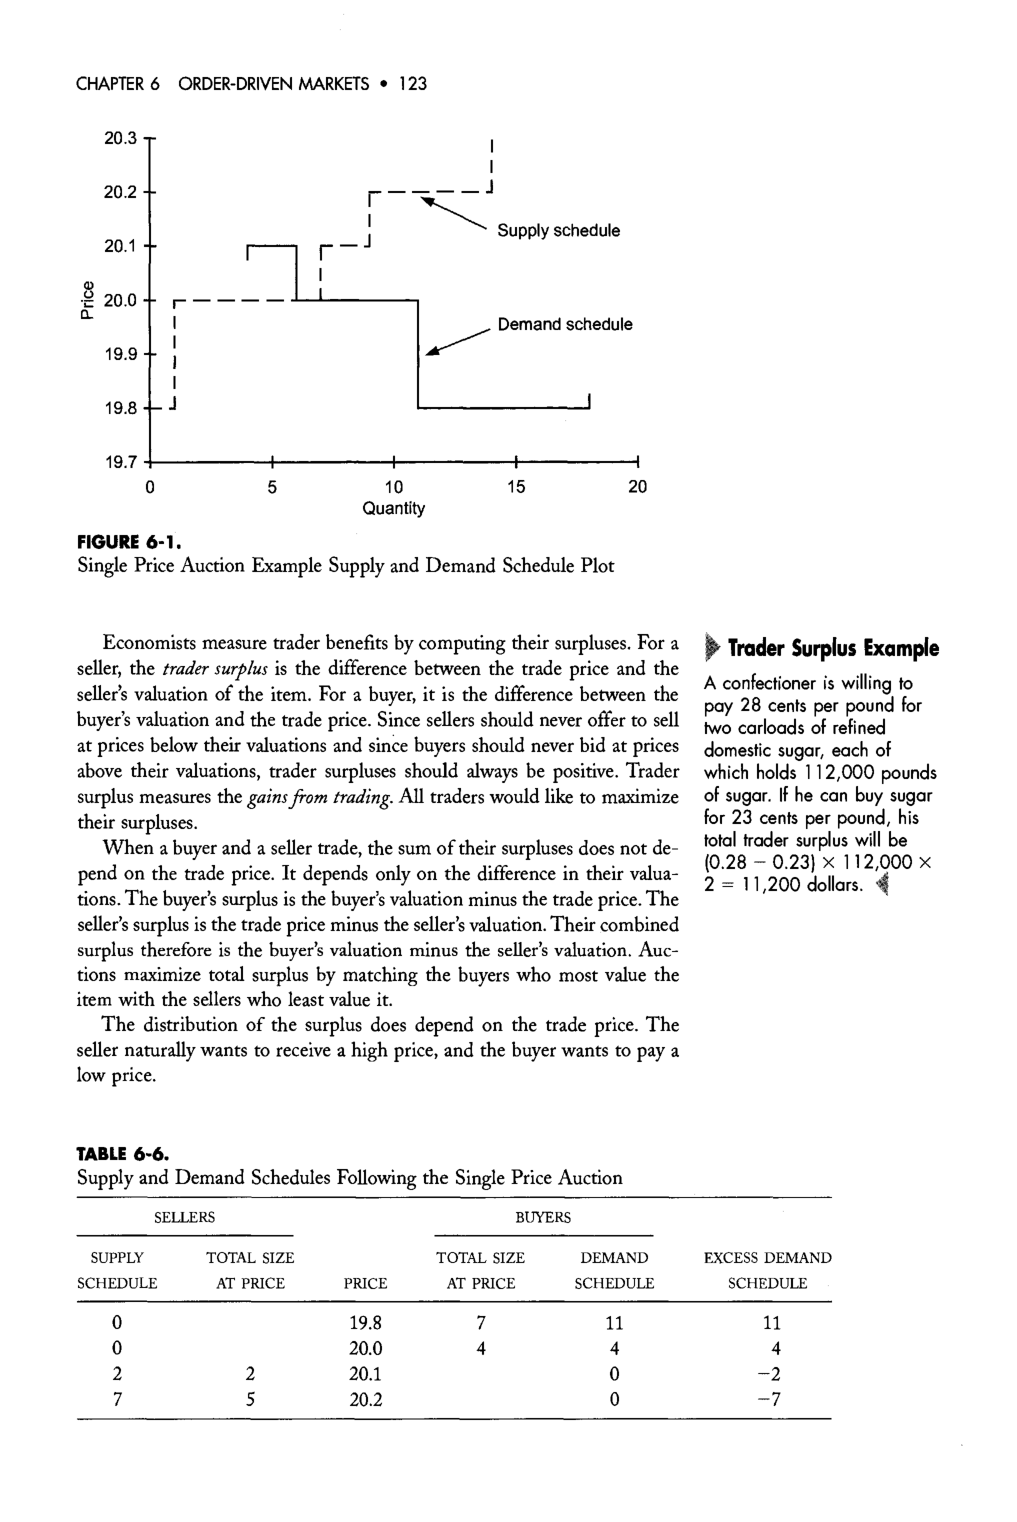 CHAPTER 6 ORDER-DRIVEN MARKETS • 123
20.3
20.2
20.1
20.0
19.9
19.8
19.7
Price
Supply schedule
Demand schedule
0 5 10 15 20
Quantity
FIGURE 6-1.
Single Price Auction Example Supply and Demand Schedule Plot
Economists measure trader benefits by computing their surpluses. For a
seller, the trader surplus is the difference between the trade price and the
seller's valuation of the item. For a buyer, it is the difference between the
buyer's valuation and the trade price. Since sellers should never offer to sell
at prices below their valuations and since buyers should never bid at prices
above their valuations, trader surpluses should always be positive. Trader
surplus measures the gains from trading. All traders would like to maximize
their surpluses.
When a buyer and a seller trade, the sum of their surpluses does not de-
pend on the trade price. It depends only on the difference in their valua-
tions. The buyer's surplus is the buyer's valuation minus the trade price. The
seller's surplus is the trade price minus the seller's valuation. Their combined
surplus therefore is the buyer's valuation minus the seller's valuation. Auc-
tions maximize total surplus by matching the buyers who most value the
item with the sellers who least value it.
The distribution of the surplus does depend on the trade price. The
seller naturally wants to receive a high price, and the buyer wants to pay a
low price.
Trader Surplus Example
A confectioner is willing to
pay 28 cents per pound for
two carloads of refined
domestic sugar, each of
which holds 112,000 pounds
of sugar. If he can buy sugar
for 23 cents per pound, his
total trader surplus will be
(0.28 − 0.23) × 112,000 ×
2 = 11,200 dollars.
TABLE 6-6.
Supply and Demand Schedules Following the Single Price Auction
SELLERS BUYERS
SUPPLY TOTAL SIZE TOTAL SIZE DEMAND EXCESS DEMAND
SCHEDULE AT PRICE PRICE AT PRICE SCHEDULE SCHEDULE
0 19.8 7 11 11
0 20.0 4 4 4
2 2 20.1 0 −2
7 5 20.2 0 −7